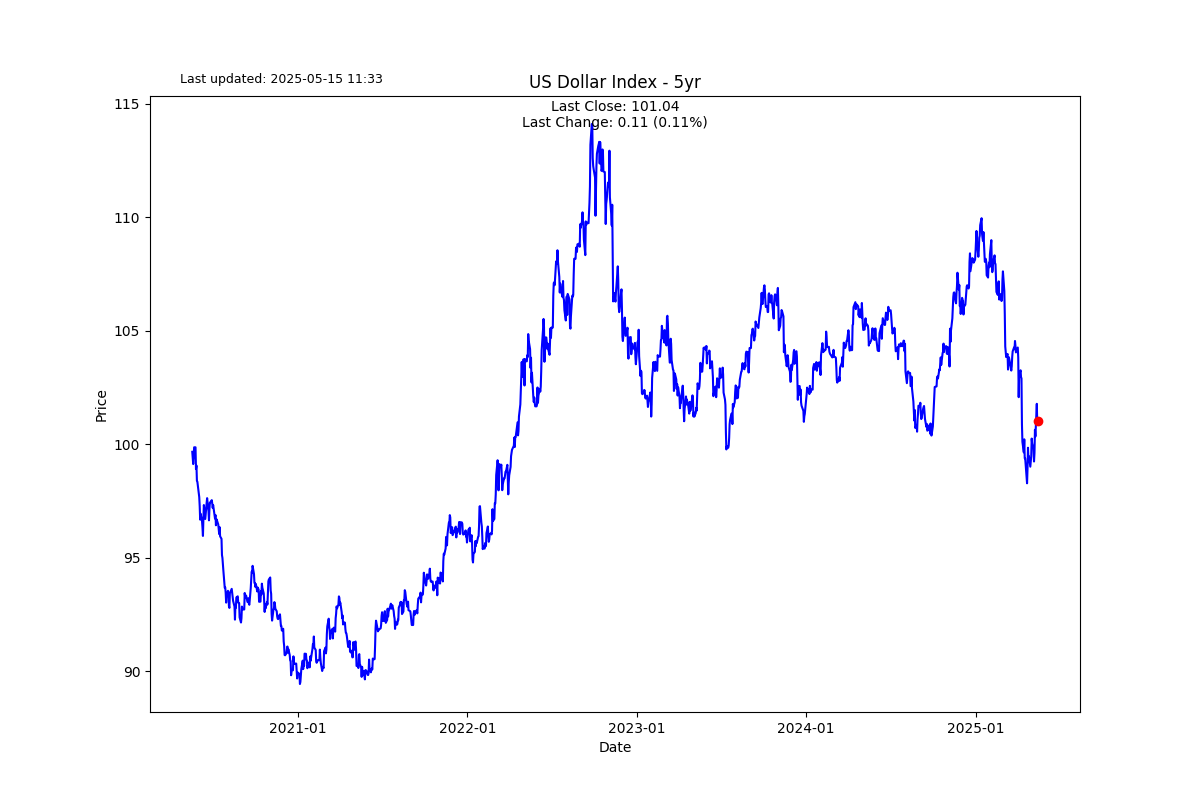 Last updated: 2025-05-15 11:33
US Dollar Index - 5yr
Last Close: 101.04
Last Change: 0.11 (0.11%)
115
110
105
100
95
90
Price
2021-01
2022-01
2023-01
2024-01
2025-01
Date